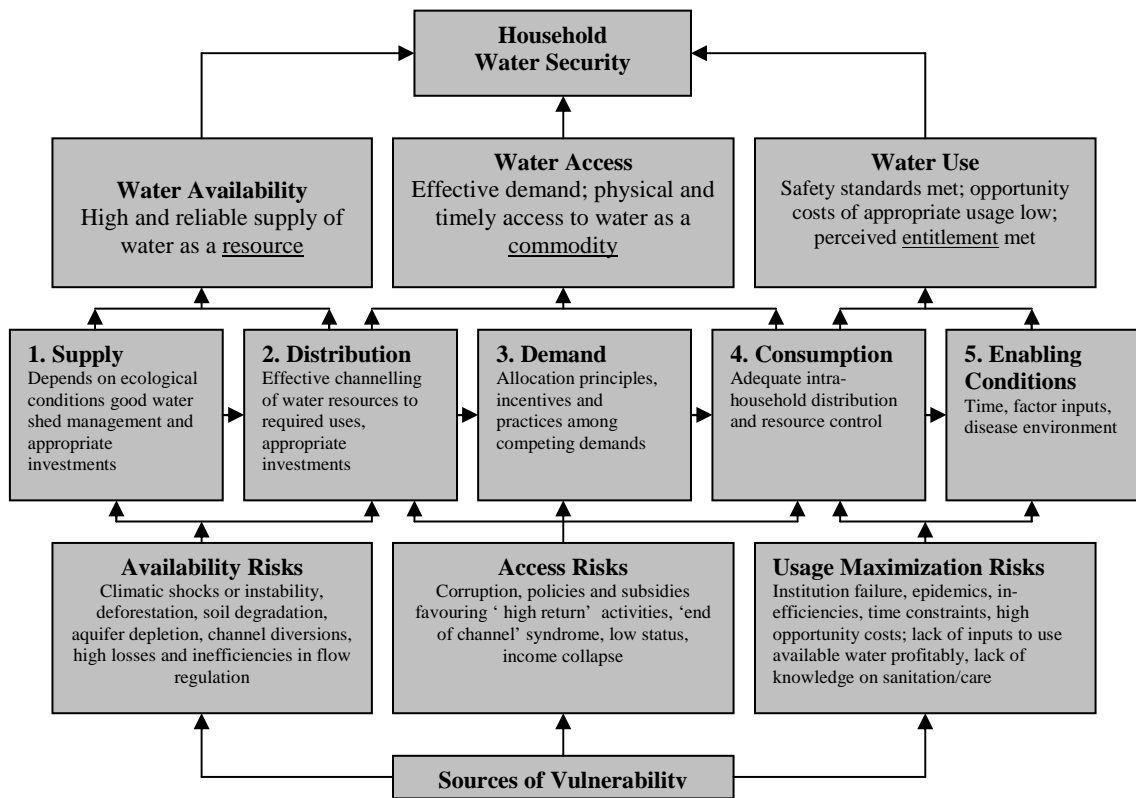 Household
Water Security
Water Availability
High and reliable supply of
water as a resource
Water Access
Effective demand; physical and
timely access to water as a
commodity
Water Use
Safety standards met; opportunity
costs of appropriate usage low;
perceived entitlement met
1. Supply
Depends on ecological
conditions good water
shed management and
appropriate
investments
2. Distribution
Effective channelling
of water resources to
required uses,
appropriate
investments
3. Demand
Allocation principles,
incentives and
practices among
competing demands
4. Consumption
Adequate intra-
household distribution
and resource control
5. Enabling
Conditions
Time, factor inputs,
disease environment
Availability Risks
Climatic shocks or instability,
deforestation, soil degradation,
aquifer depletion, channel diversions,
high losses and inefficiencies in flow
regulation
Access Risks
Corruption, policies and subsidies
favouring ‘ high return’ activities, ‘end
of channel’ syndrome, low status,
income collapse
Usage Maximization Risks
Institution failure, epidemics, in-
efficiencies, time constraints, high
opportunity costs; lack of inputs to use
available water profitably, lack of
knowledge on sanitation/care
Sources of Vulnerability